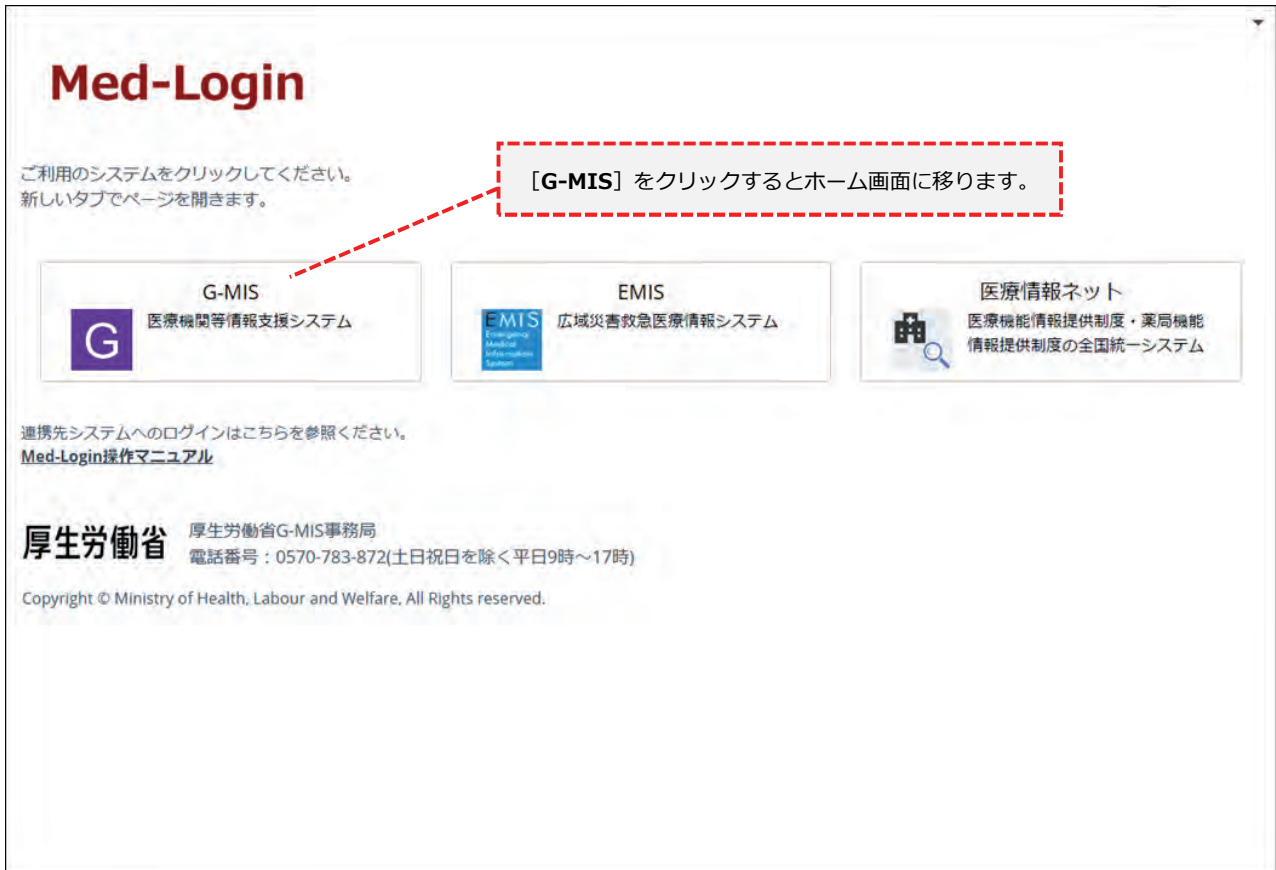 Med-Login
ご利用のシステムをクリックしてください。
新しいタブでページを開きます。
［G-MIS］をクリックするとホーム画面に移ります。
G-MIS
G
医療機関等情報支援システム
EMIS
EMIS
Emergency
Medical
Information
System
広域災害救急医療情報システム
医療情報ネット
医療機能情報提供制度・薬局機能
情報提供制度の全国統一システム
連携先システムへのログインはこちらを参照ください。
Med-Login操作マニュアル
厚生労働省
厚生労働省G-MIS事務局
電話番号：0570-783-872(土日祝日を除く平日9時～17時)
Copyright © Ministry of Health, Labour and Welfare, All Rights reserved.